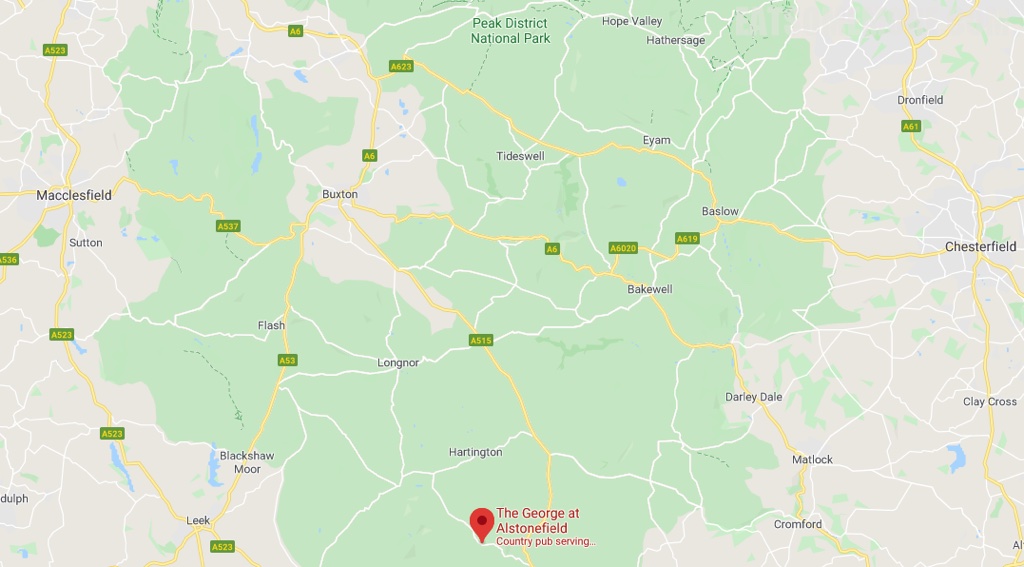 Peak District
National Park
Hope Valley
Hathersage
A6
A523
A623
Dronfield
A61
Eyam
Tideswell
A6
Macclesfield
Buxton
Baslow
A537
A619
Sutton
A6
A6020
Chesterfield
A536
Bakewell
Flash
A523
A515
A53
Longnor
Darley Dale
Clay Cross
A523
Blackshaw
Moor
Hartington
Matlock
dulph
The George at
Alstonefield
Country pub serving...
Leek
Cromford
A523
Al